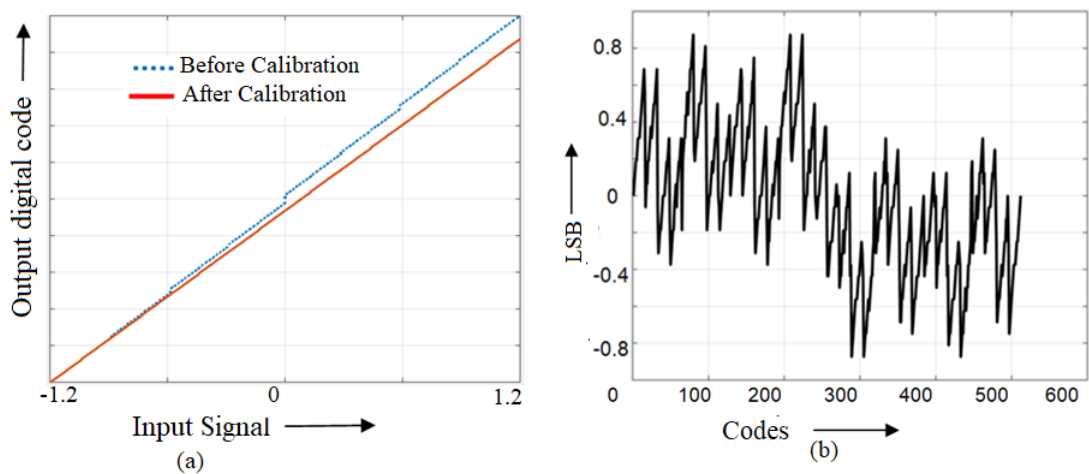 Output digital code
Before Calibration
After Calibration
-1.2
0
1.2
Input Signal
(a)
LSB
0.8
0.4
0
-0.4
-0.8
0
100
200
300
400
500
600
Codes
(b)